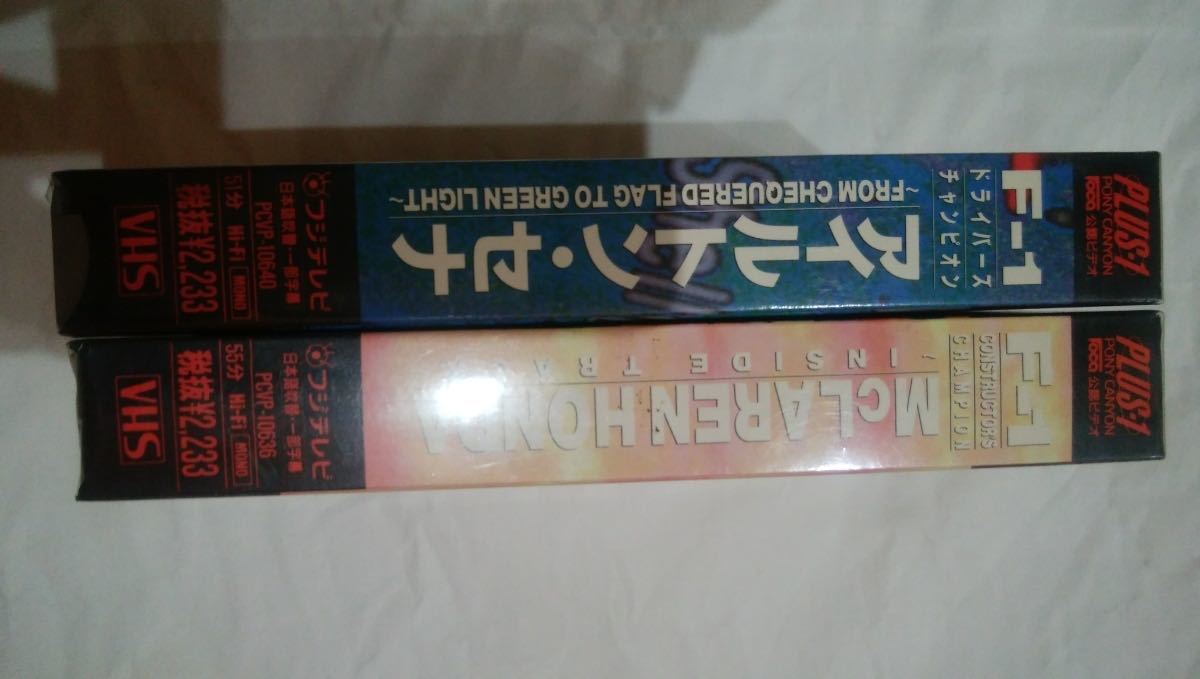 PLUS-1
PONY CANYON
公認ビデオ
F-1
ドライバーズ
チャンピオン
~FROM CHEQUERED FLAG TO GREEN LIGHT~
アイルトン・セナ
フジテレビ
日本語吹替・一部字幕
PCVP-10640
51分 Hi-Fi MONO
税抜¥2,233
VHS
PLUS-1
PONY CANYON
公認ビデオ
F-1
CONSTRUCTORS
CHAMPION
INSIDE
McLAREN HONDA
フジテレビ
日本語吹替・一部字幕
PCVP-10636
55分 Hi-Fi MONO
税抜¥2,233
VHS